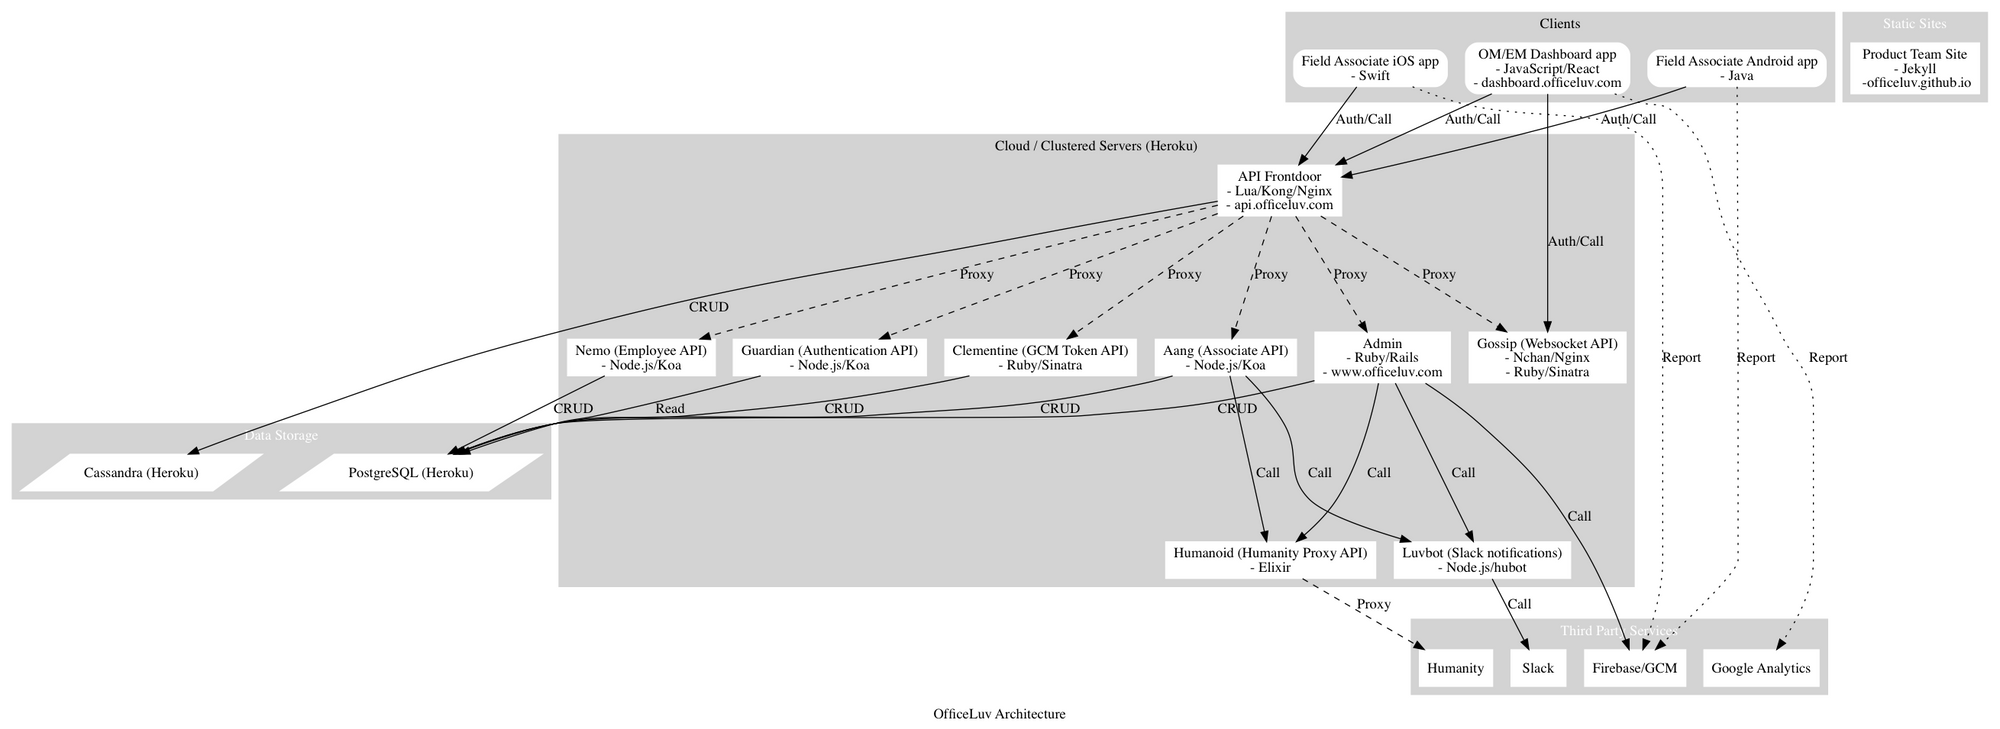 Clients
Static Sites
Field Associate iOS app
- Swift
OM/EM Dashboard app
- JavaScript/React
- dashboard.officeluv.com
Field Associate Android app
- Java
Product Team Site
- Jekyll
-officeluv.github.io
Auth/Call
Auth/Call
Auth/Call
Cloud / Clustered Servers (Heroku)
API Frontdoor
- Lua/Kong/Nginx
- api.officeluv.com
Auth/Call
Proxy
Proxy
Proxy
Proxy
Proxy
Proxy
CRUD
Nemo (Employee API)
- Node.js/Koa
Guardian (Authentication API)
- Node.js/Koa
Clementine (GCM Token API)
- Ruby/Sinatra
Aang (Associate API)
- Node.js/Koa
Admin
- Ruby/Rails
- www.officeluv.com
Gossip (Websocket API)
- Nchan/Nginx
- Ruby/Sinatra
Report
Report
Report
CRUD
Read
CRUD
CRUD
CRUD
Data Storage
Cassandra (Heroku)
PostgreSQL (Heroku)
Call
Call
Call
Call
Call
Humanoid (Humanity Proxy API)
- Elixir
Luvbot (Slack notifications)
- Node.js/hubot
Proxy
Call
Third Party Services
Humanity
Slack
Firebase/GCM
Google Analytics
OfficeLuv Architecture